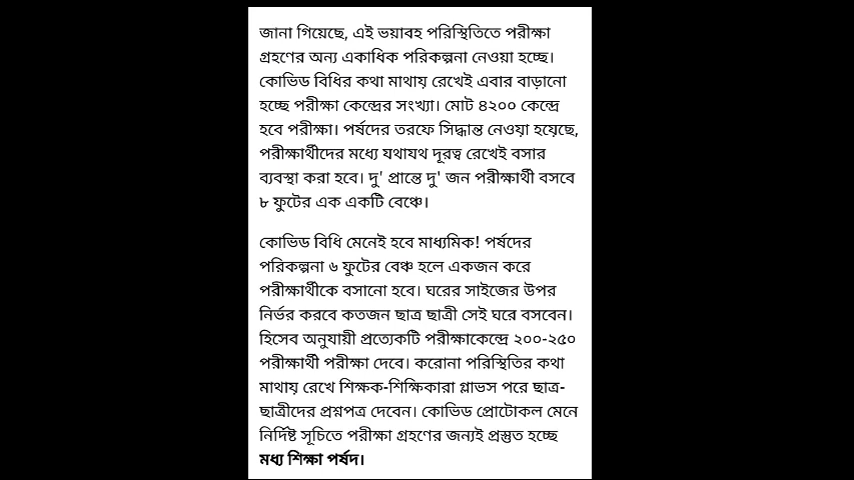 জানা গিয়েছে, এই ভয়াবহ পরিস্থিতিতে পরীক্ষা
গ্রহণের অন্য একাধিক পরিকল্পনা নেওয়া হচ্ছে।
কোভিড বিধির কথা মাথায় রেখেই এবার বাড়ানো
হচ্ছে পরীক্ষা কেন্দ্রের সংখ্যা। মোট ৪২০০ কেন্দ্রে
হবে পরীক্ষা। পর্ষদের তরফে সিদ্ধান্ত নেওয়া হয়েছে,
পরীক্ষার্থীদের মধ্যে যথাযথ দূরত্ব রেখেই বসার
ব্যবস্থা করা হবে। দু' প্রান্তে দু' জন পরীক্ষার্থী বসবে
৮ ফুটের এক একটি বেঞ্চে।
কোভিড বিধি মেনেই হবে মাধ্যমিক! পর্ষদের
পরিকল্পনা ৬ ফুটের বেঞ্চ হলে একজন করে
পরীক্ষার্থীকে বসানো হবে। ঘরের সাইজের উপর
নির্ভর করবে কতজন ছাত্র ছাত্রী সেই ঘরে বসবেন।
হিসেব অনুযায়ী প্রত্যেকটি পরীক্ষাকেন্দ্রে ২০০-২৫০
পরীক্ষার্থী পরীক্ষা দেবে। করোনা পরিস্থিতির কথা
মাথায় রেখে শিক্ষক-শিক্ষিকারা গ্লাভস পরে ছাত্র-
ছাত্রীদের প্রশ্নপত্র দেবেন। কোভিড প্রোটোকল মেনে
নির্দিষ্ট সূচিতে পরীক্ষা গ্রহণের জন্যই প্রস্তুত হচ্ছে
মধ্য শিক্ষা পর্ষদ।